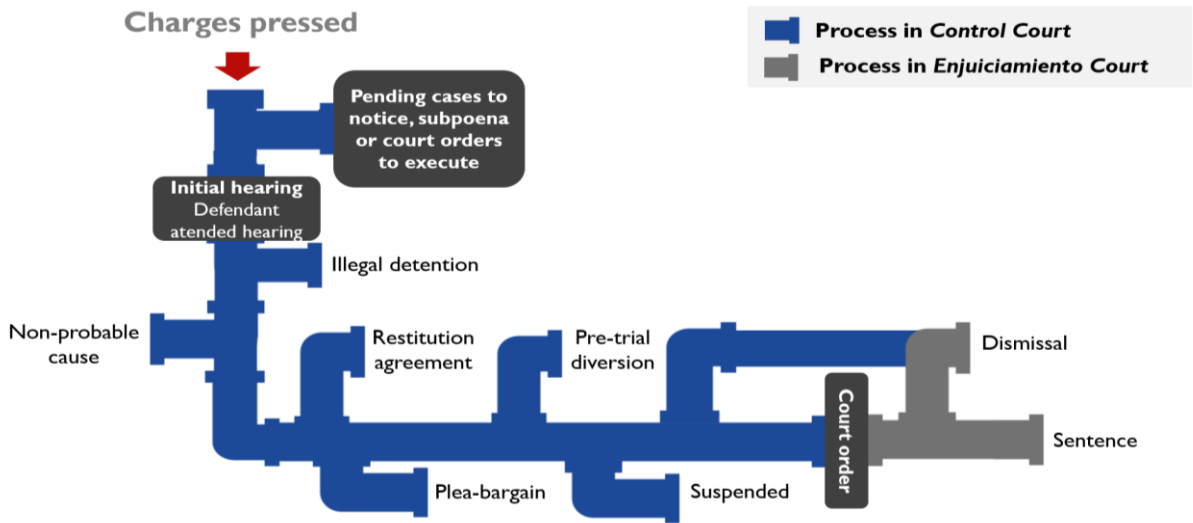 Charges pressed
Process in Control Court
Process in Enjuiciamiento Court
Pending cases to
notice, subpoena
or court orders
to execute
Initial hearing
Defendant
atended hearing
Illegal detention
Non-probable
cause
Restitution
agreement
Pre-trial
diversion
Dismissal
Court order
Sentence
Plea-bargain
Suspended